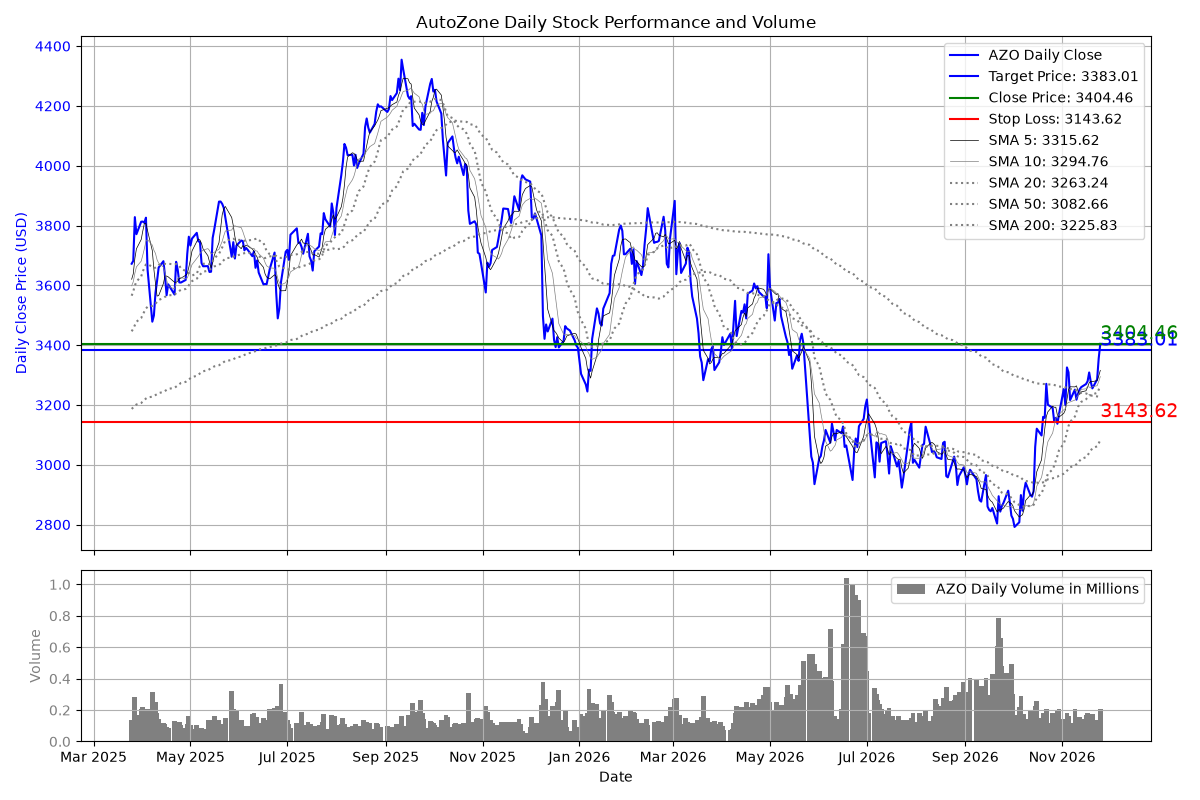 AutoZone Daily Stock Performance and Volume
Daily Close Price (USD)
4400
4200
4000
3800
3600
3400
3200
3000
2800
AZO Daily Close
Target Price: 3383.01
Close Price: 3404.46
Stop Loss: 3143.62
SMA 5: 3315.62
SMA 10: 3294.76
SMA 20: 3263.24
SMA 50: 3082.66
SMA 200: 3225.83
3404.46
3383.01
3143.62
Volume
1.0
0.8
0.6
0.4
0.2
0.0
AZO Daily Volume in Millions
Mar 2025 May 2025 Jul 2025 Sep 2025 Nov 2025 Jan 2026 Mar 2026 May 2026 Jul 2026 Sep 2026 Nov 2026
Date